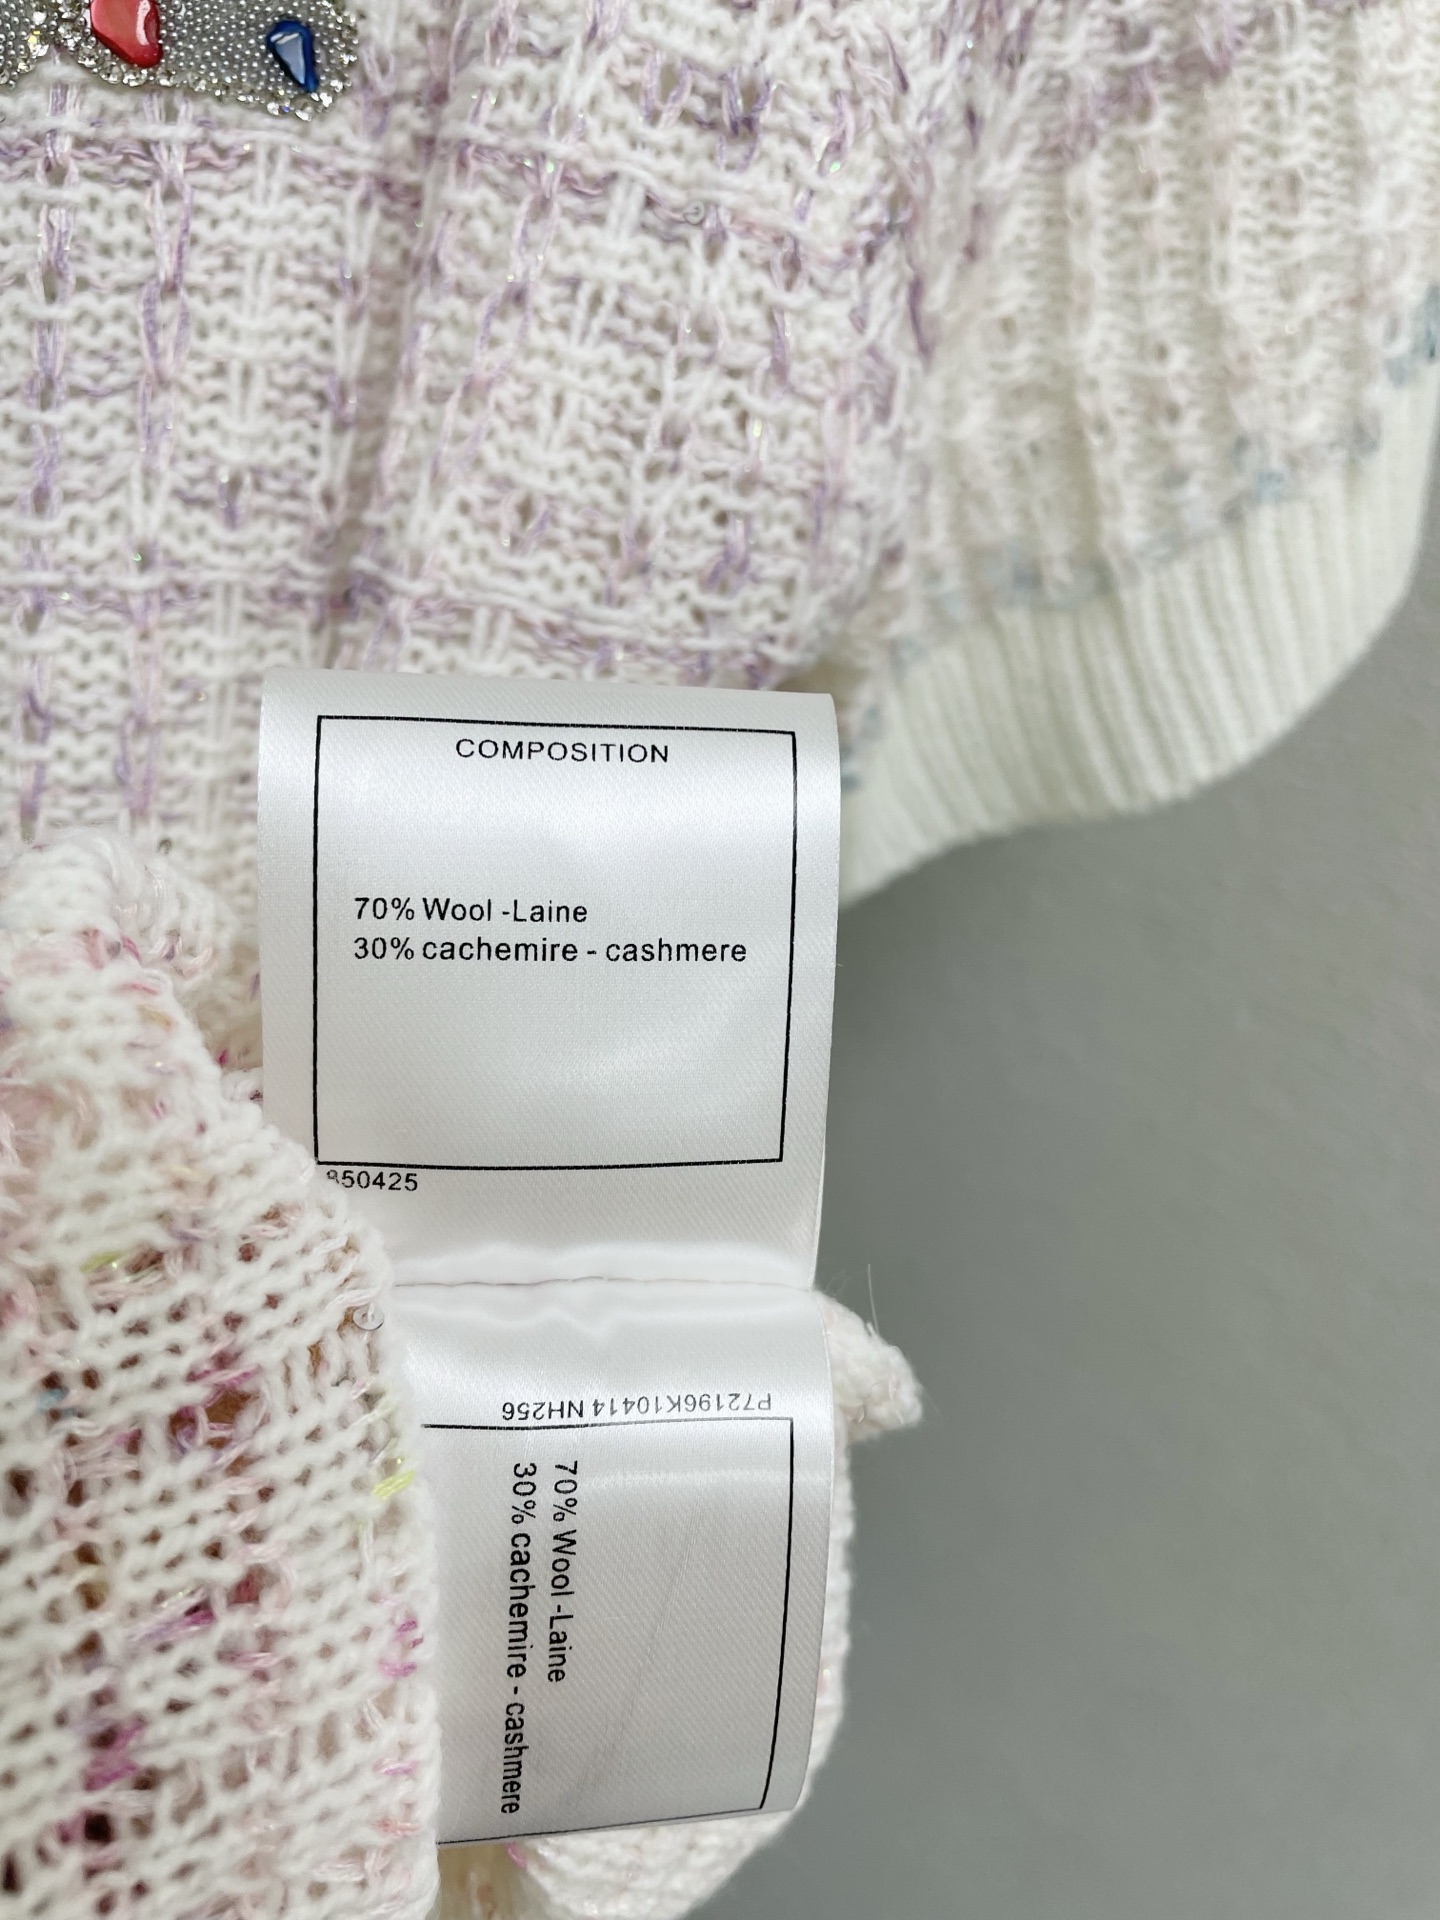 COMPOSITION
70% Wool -Laine
30% cachemire - cashmere
850425
P72196K10414 NH256
70% Wool -Laine
30% cachemire - cashmere